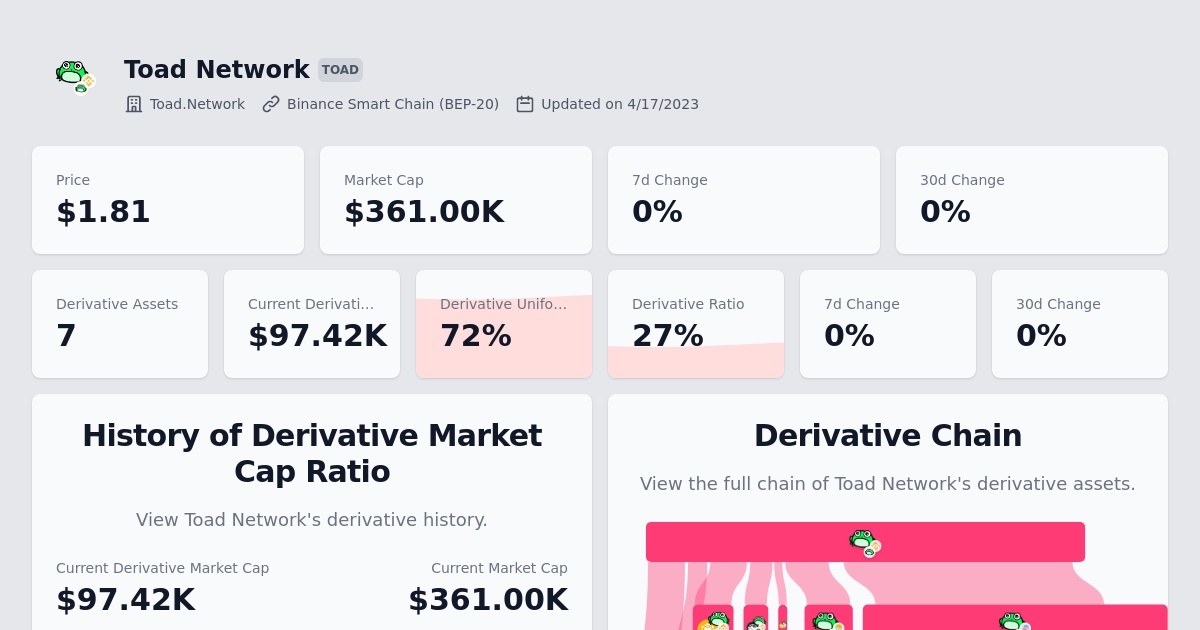 Toad Network TOAD
Toad.Network Binance Smart Chain (BEP-20) Updated on 4/17/2023
Price
$1.81
Market Cap
$361.00K
7d Change
0%
30d Change
0%
Derivative Assets
7
Current Derivati...
$97.42K
Derivative Unifo...
72%
Derivative Ratio
27%
7d Change
0%
30d Change
0%
History of Derivative Market
Cap Ratio
View Toad Network's derivative history.
Current Derivative Market Cap
$97.42K
Current Market Cap
$361.00K
Derivative Chain
View the full chain of Toad Network's derivative assets.